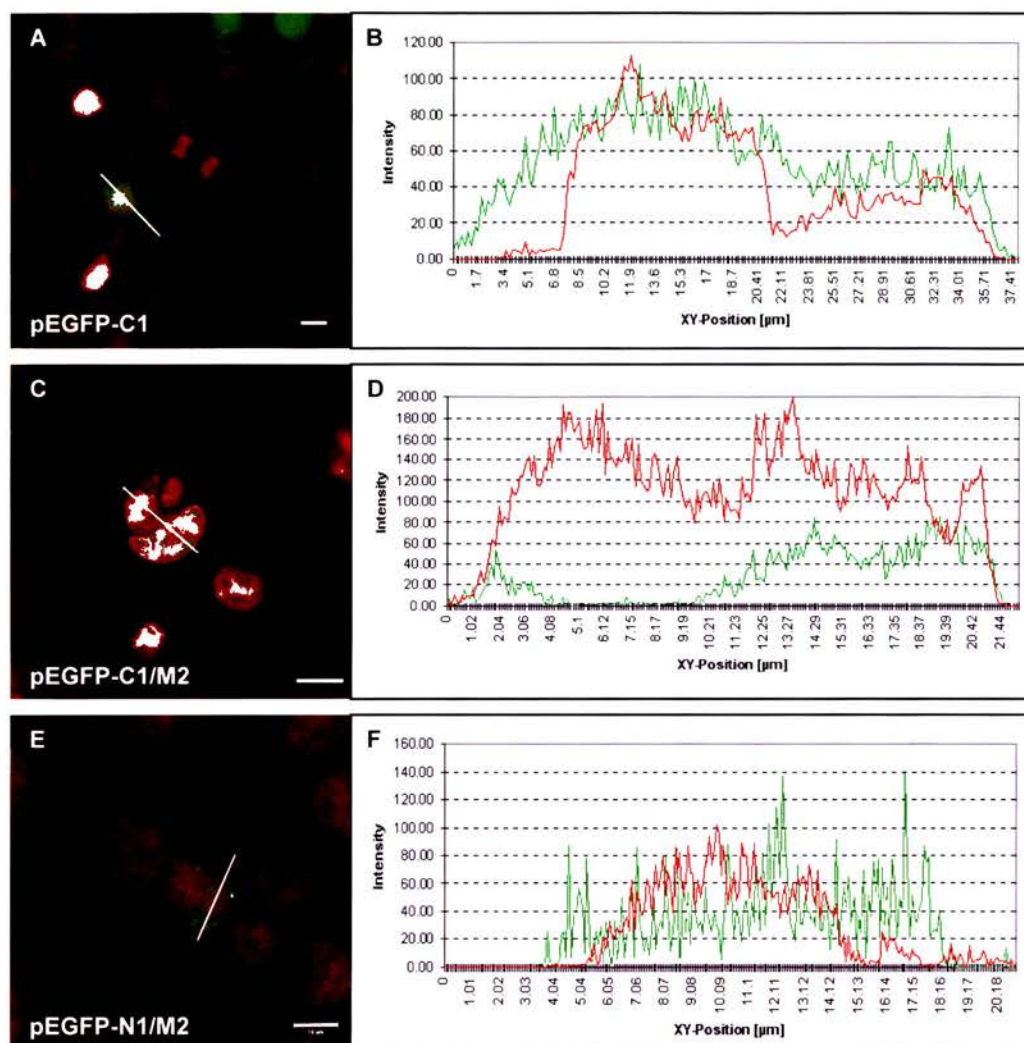 A
pEGFP-C1
B
120.00
100.00
80.00
60.00
40.00
20.00
0.00
Intensity
0 1.7 3.4 5.1 6.8 8.5 10.2 11.9 13.6 15.3 17 18.7 20.41 22.11 23.81 25.51 27.21 28.91 30.61 32.31 34.01 35.71 37.41
XY-Position [µm]
C
pEGFP-C1/M2
D
200.00
180.00
160.00
140.00
120.00
100.00
80.00
60.00
40.00
20.00
0.00
Intensity
0 1.02 2.04 3.06 4.08 5.1 6.12 7.15 8.17 9.19 10.21 11.23 12.25 13.27 14.29 15.31 16.33 17.35 18.37 19.39 20.42 21.44
XY-Position [µm]
E
pEGFP-N1/M2
F
160.00
140.00
120.00
100.00
80.00
60.00
40.00
20.00
0.00
Intensity
0 1.01 2.02 3.03 4.04 5.04 6.05 7.06 8.07 9.08 10.09 11.1 12.11 13.12 14.12 15.13 16.14 17.15 18.16 19.17 20.18
XY-Position [µm]